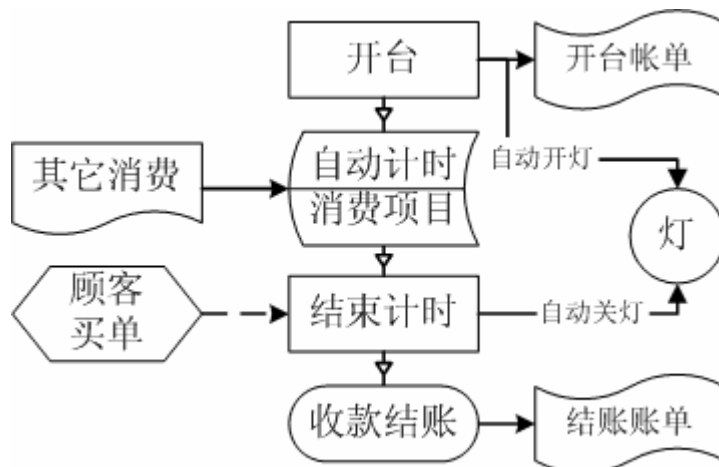 开台
开台帐单
自动计时
自动开灯
其它消费
消费项目
灯
顾客
买单
结束计时
自动关灯
收款结账
结账账单